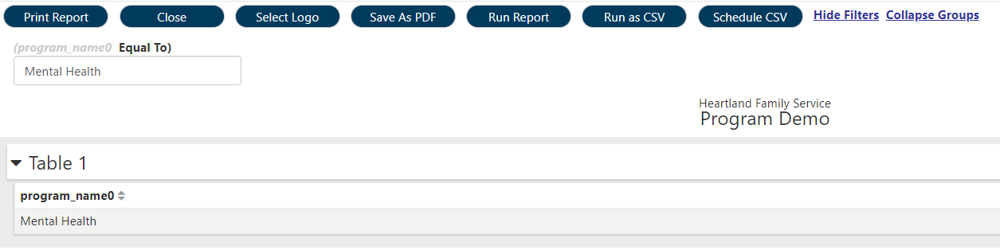 Print Report Close Select Logo Save As PDF Run Report Run as CSV Schedule CSV Hide Filters Collapse Groups
(program_name0 Equal To)
Mental Health
Heartland Family Service
Program Demo
Table 1
program_name0
Mental Health